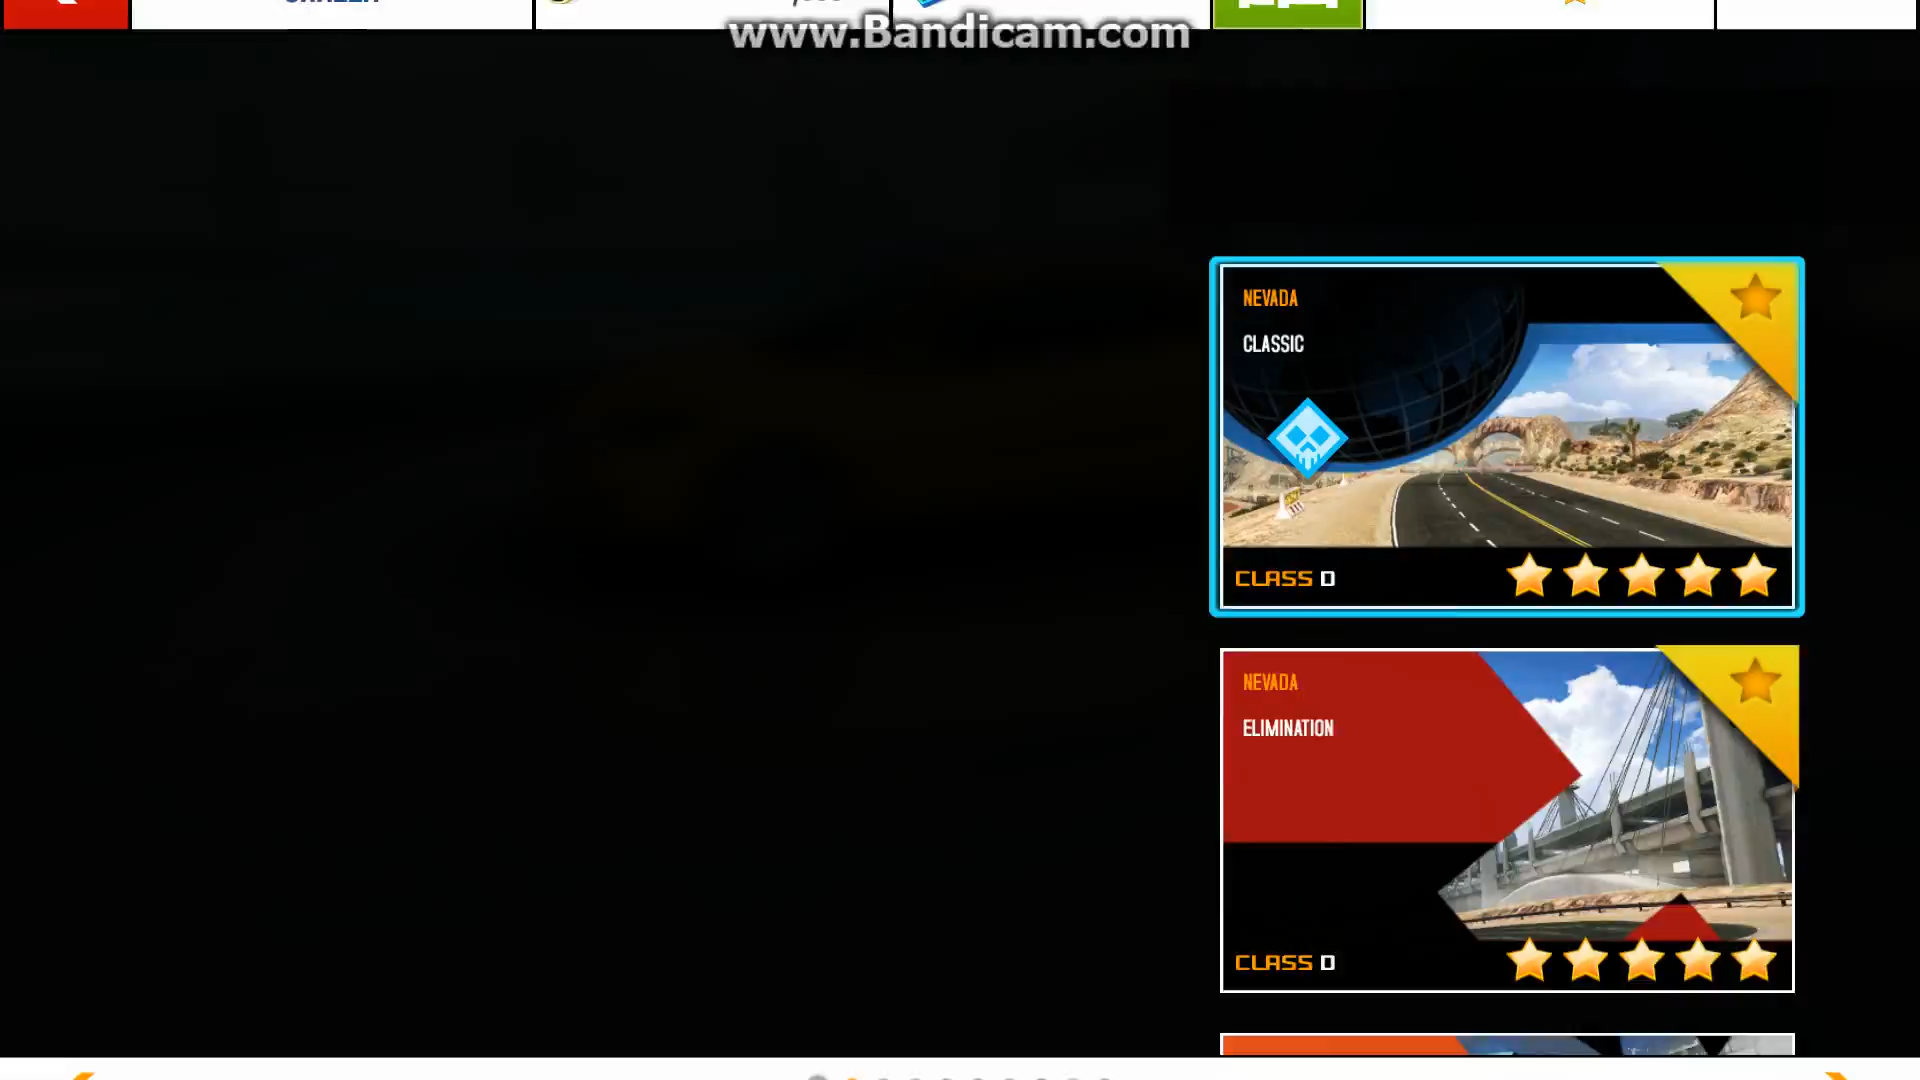 www.Bandicam.com
NEVADA
CLASSIC
CLASS D
NEVADA
ELIMINATION
CLASS D